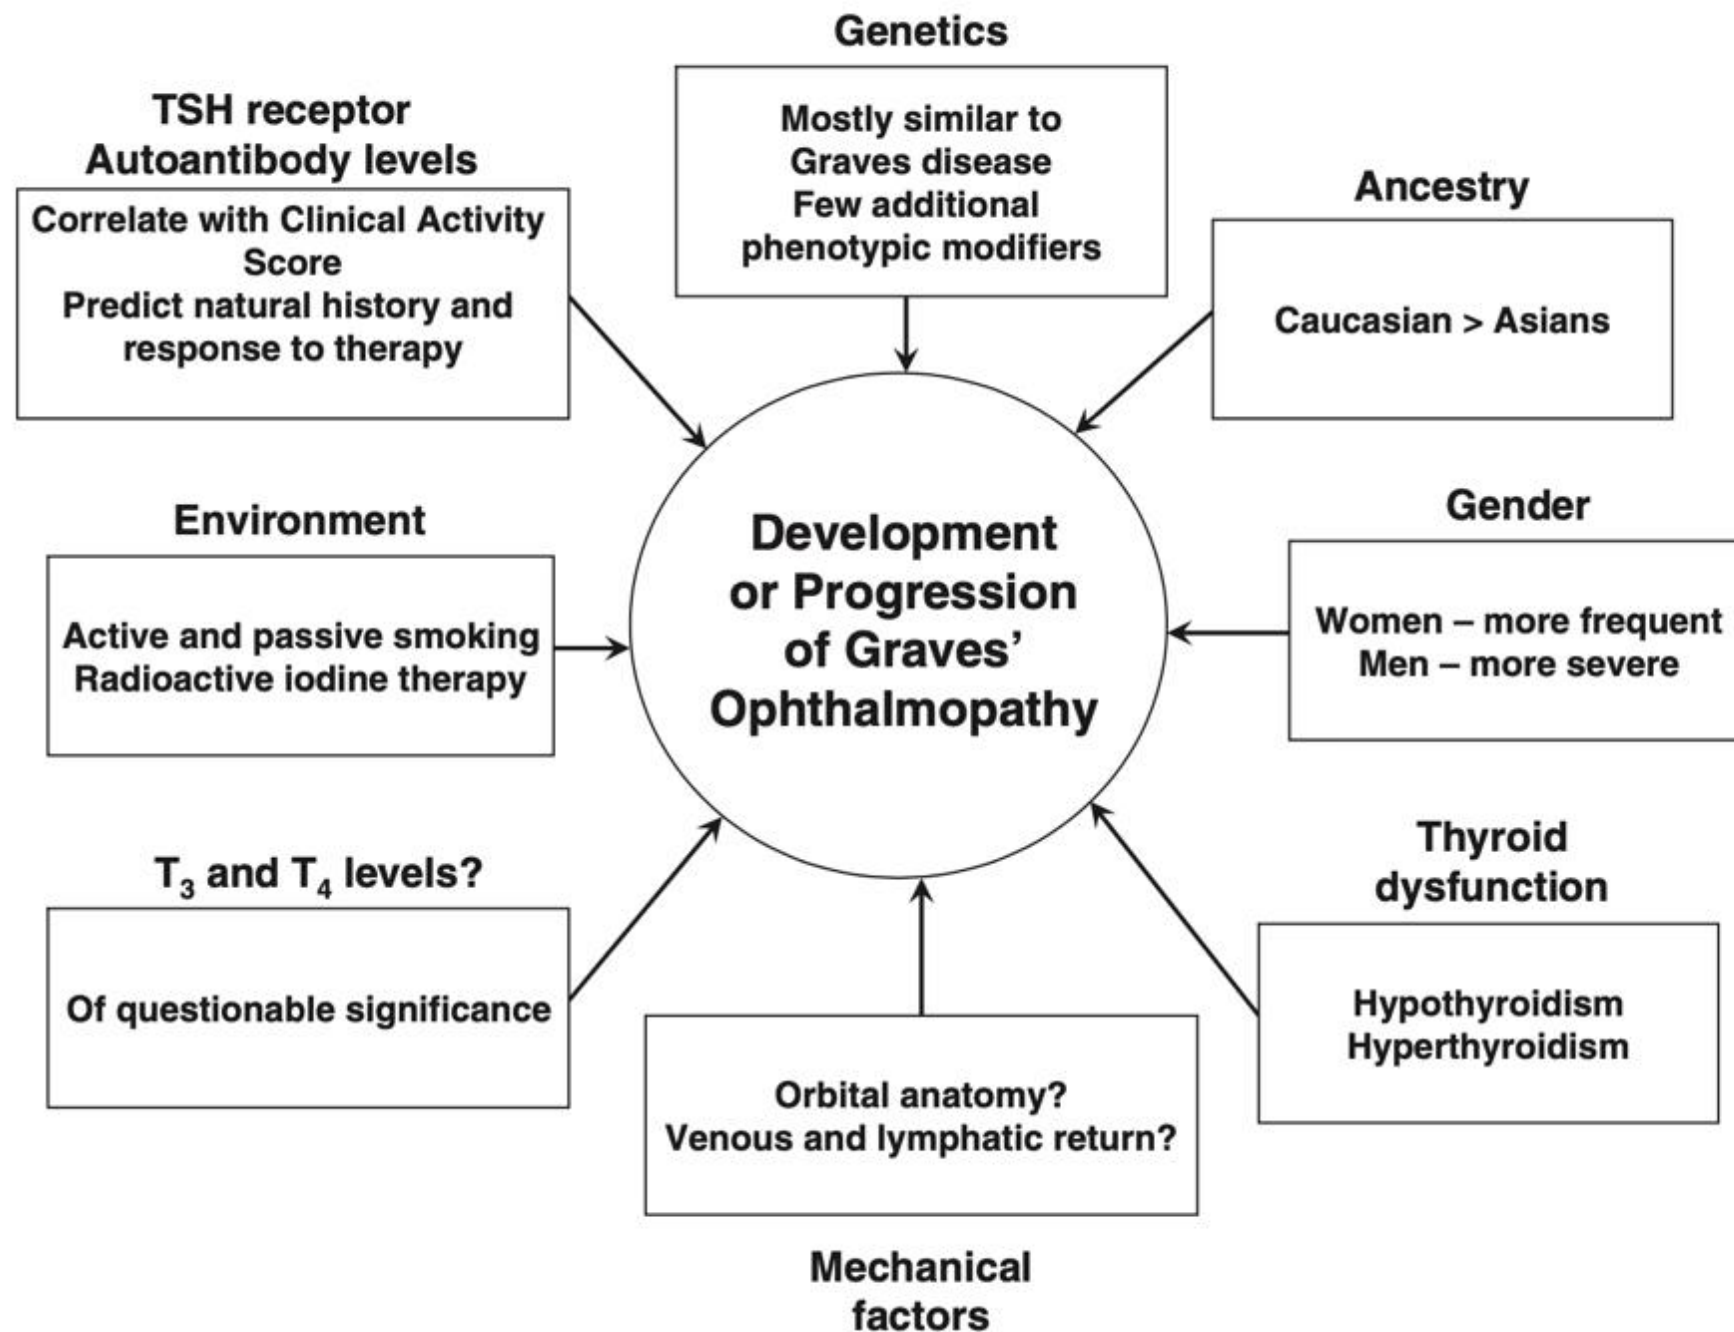 Genetics
Mostly similar to
Graves disease
Few additional
phenotypic modifiers
TSH receptor
Autoantibody levels
Correlate with Clinical Activity
Score
Predict natural history and
response to therapy
Ancestry
Caucasian > Asians
Environment
Active and passive smoking
Radioactive iodine therapy
Development
or Progression
of Graves’
Ophthalmopathy
Gender
Women – more frequent
Men – more severe
T₃ and T₄ levels?
Of questionable significance
Thyroid
dysfunction
Hypothyroidism
Hyperthyroidism
Orbital anatomy?
Venous and lymphatic return?
Mechanical
factors